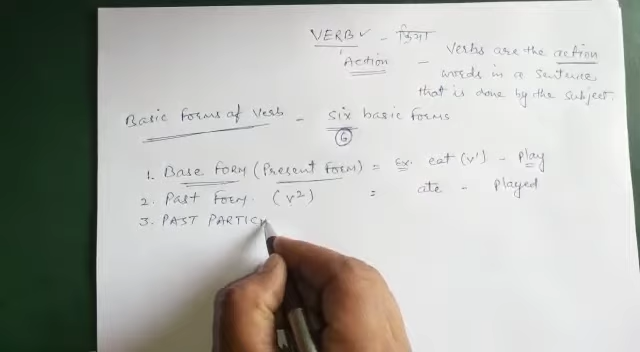 VERB ✓ - क्रिया
Action - Verbs are the action
words in a sentence
that is done by the subject.
Basic forms of Verb - six basic forms
6
1. Base Form (Present Form) = Ex. eat (v¹) - Play
2. Past Form. (v²) = ate - Played
3. PAST PARTIC